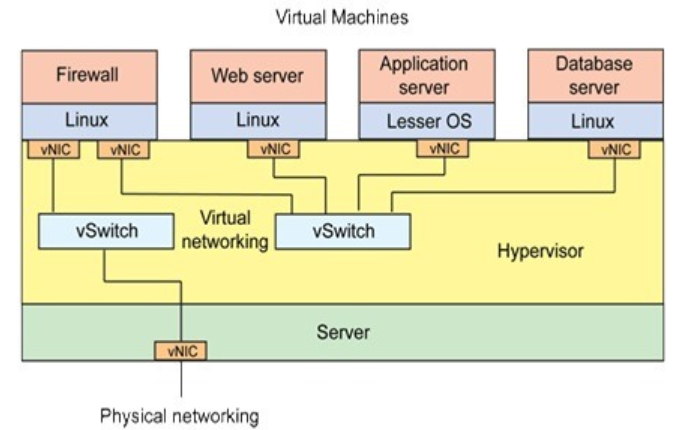 Virtual Machines
Firewall
Web server
Application
server
Database
server
Linux
Linux
Lesser OS
Linux
vNIC
vNIC
vNIC
vNIC
vNIC
vSwitch
Virtual
networking
vSwitch
Hypervisor
Server
vNIC
Physical networking